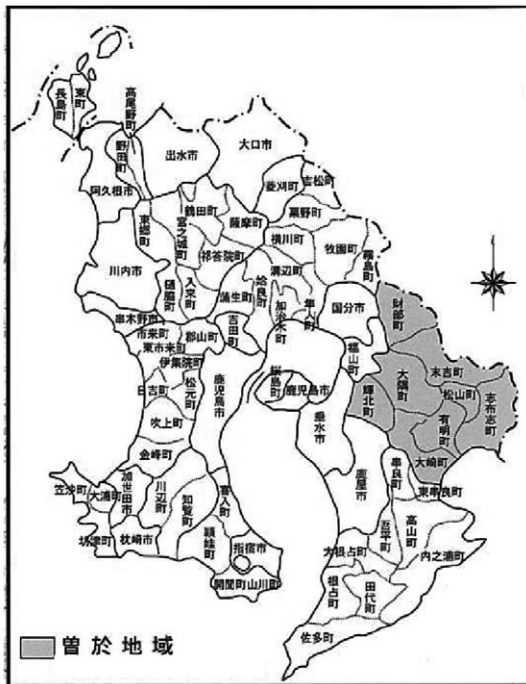 長島町
東町
高尾野町
野田町
出水市
大口市
阿久根市
菱刈町
吉松町
鶴田町
宮之城町
薩摩町
栗野町
東郷町
横川町
牧園町
霧島町
祁答院町
川内市
溝辺町
樋脇町
入来町
蒲生町
姶良町
加治木町
隼人町
国分市
財部町
串木野市
市来町
郡山町
吉田町
東市来町
伊集院町
福山町
大隅町
末吉町
松山町
志布志町
日吉町
松元町
鹿児島市
桜島町
鹿児島市
垂水市
輝北町
有明町
吹上町
大崎町
金峰町
鹿屋市
串良町
東串良町
笠沙町
大浦町
加世田市
川辺町
知覧町
喜入町
高山町
吾平町
坊津町
枕崎市
頴娃町
指宿市
大根占町
内之浦町
開聞町
山川町
根占町
田代町
佐多町
曽於地域